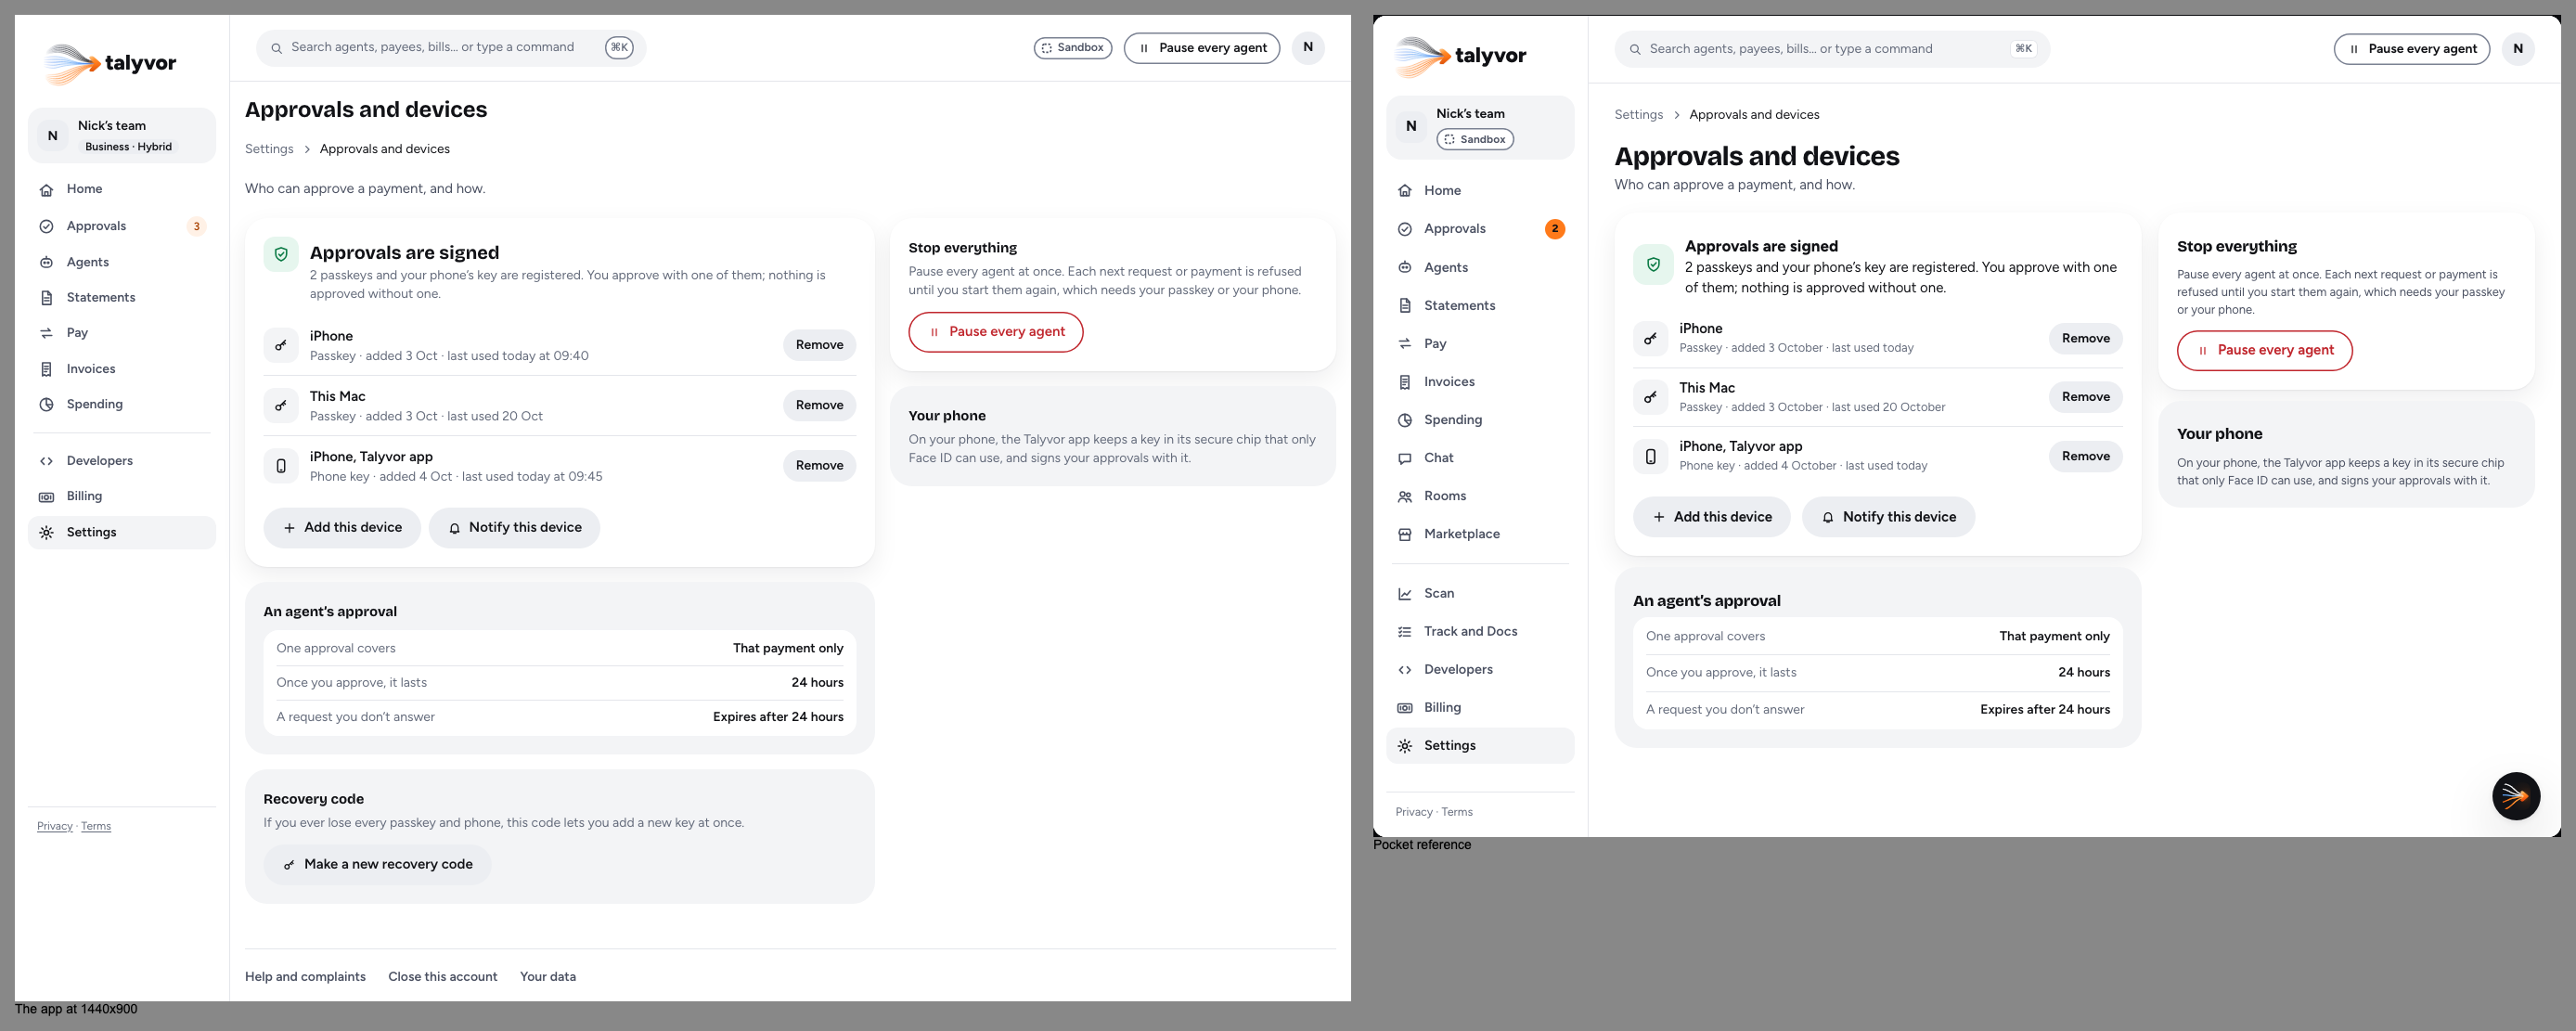 talyvor
Search agents, payees, bills... or type a command
⌘K
Sandbox
Pause every agent
N
N
Nick's team
Business · Hybrid
Home
Approvals
3
Agents
Statements
Pay
Invoices
Spending
Developers
Billing
Settings
Privacy · Terms
Approvals and devices
Settings
Approvals and devices
Who can approve a payment, and how.
Approvals are signed
2 passkeys and your phone's key are registered. You approve with one of them; nothing is
approved without one.
iPhone
Passkey · added 3 Oct · last used today at 09:40
Remove
This Mac
Passkey · added 3 Oct · last used 20 Oct
Remove
iPhone, Talyvor app
Phone key · added 4 Oct · last used today at 09:45
Remove
Add this device
Notify this device
Stop everything
Pause every agent at once. Each next request or payment is refused
until you start them again, which needs your passkey or your phone.
Pause every agent
Your phone
On your phone, the Talyvor app keeps a key in its secure chip that only
Face ID can use, and signs your approvals with it.
An agent's approval
One approval covers
That payment only
Once you approve, it lasts
24 hours
A request you don't answer
Expires after 24 hours
Recovery code
If you ever lose every passkey and phone, this code lets you add a new key at once.
Make a new recovery code
Help and complaints
Close this account
Your data
The app at 1440x900
talyvor
Search agents, payees, bills... or type a command
⌘K
Pause every agent
N
N
Nick's team
Sandbox
Home
Approvals
2
Agents
Statements
Pay
Invoices
Spending
Chat
Rooms
Marketplace
Scan
Track and Docs
Developers
Billing
Settings
Privacy · Terms
Settings
Approvals and devices
Approvals and devices
Who can approve a payment, and how.
Approvals are signed
2 passkeys and your phone's key are registered. You approve with one
of them; nothing is approved without one.
iPhone
Passkey · added 3 October · last used today
Remove
This Mac
Passkey · added 3 October · last used 20 October
Remove
iPhone, Talyvor app
Phone key · added 4 October · last used today
Remove
Add this device
Notify this device
Stop everything
Pause every agent at once. Each next request or payment is
refused until you start them again, which needs your passkey
or your phone.
Pause every agent
Your phone
On your phone, the Talyvor app keeps a key in its secure chip
that only Face ID can use, and signs your approvals with it.
An agent's approval
One approval covers
That payment only
Once you approve, it lasts
24 hours
A request you don't answer
Expires after 24 hours
Pocket reference